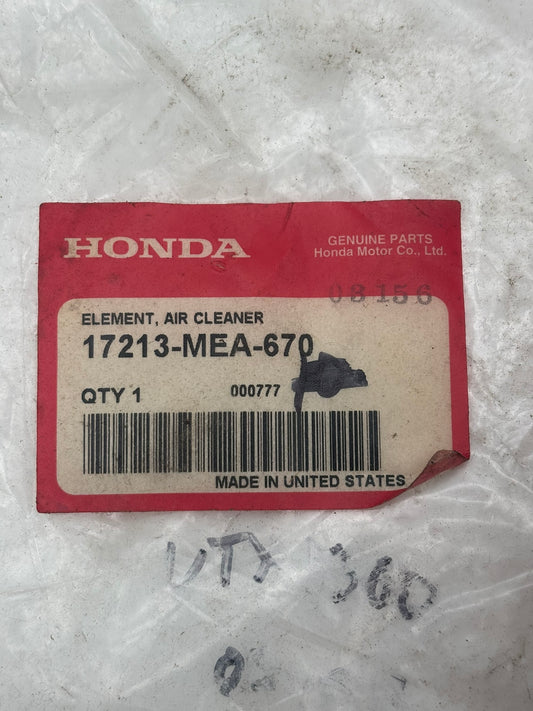 HONDA
GENUINE PARTS
Honda Motor Co., Ltd.
08156
ELEMENT, AIR CLEANER
17213-MEA-670
QTY 1
000777
MADE IN UNITED STATES
VTX